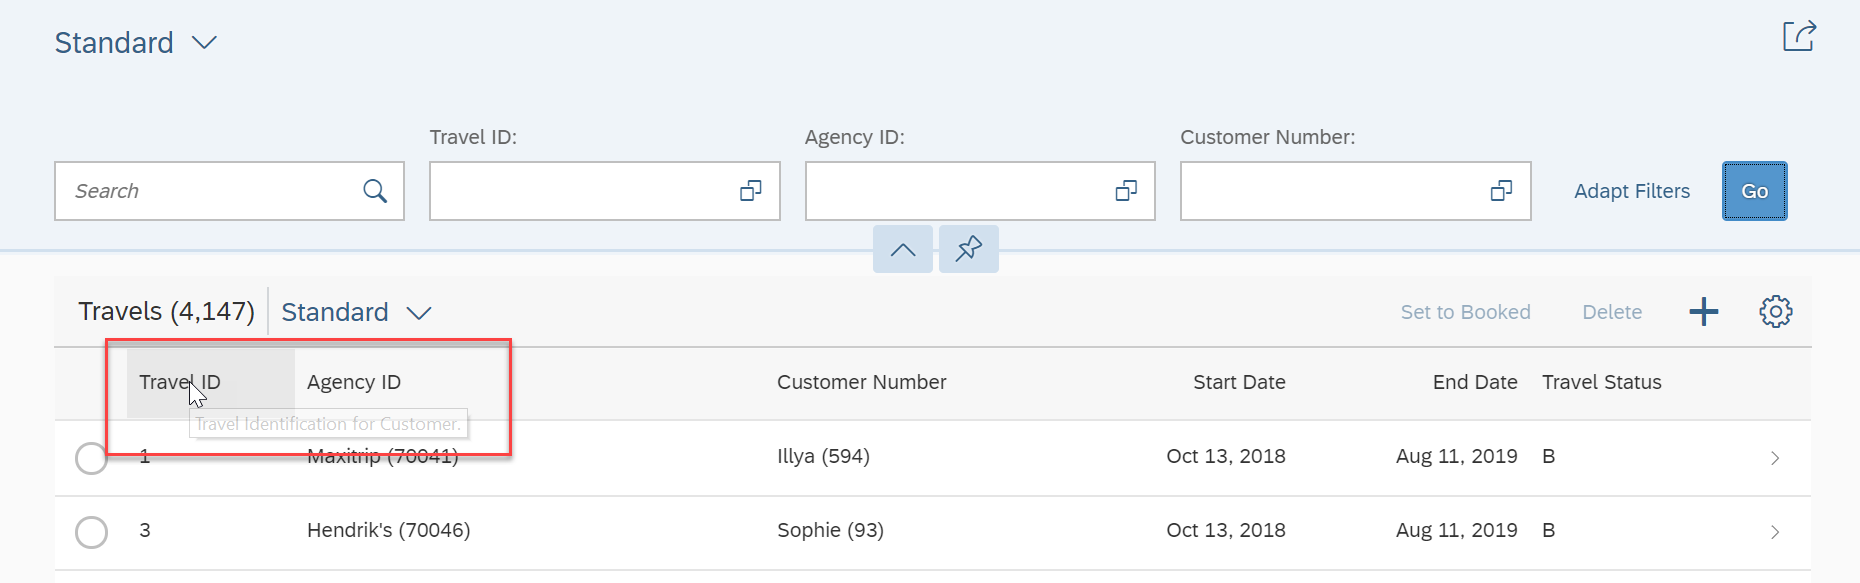 Standard
Travel ID: Agency ID: Customer Number:
Search Adapt Filters Go
Travels (4,147) Standard Set to Booked Delete
Travel ID Agency ID Customer Number Start Date End Date Travel Status
Travel Identification for Customer.
1 Maxitrip (70041) Illya (594) Oct 13, 2018 Aug 11, 2019 B
3 Hendrik's (70046) Sophie (93) Oct 13, 2018 Aug 11, 2019 B